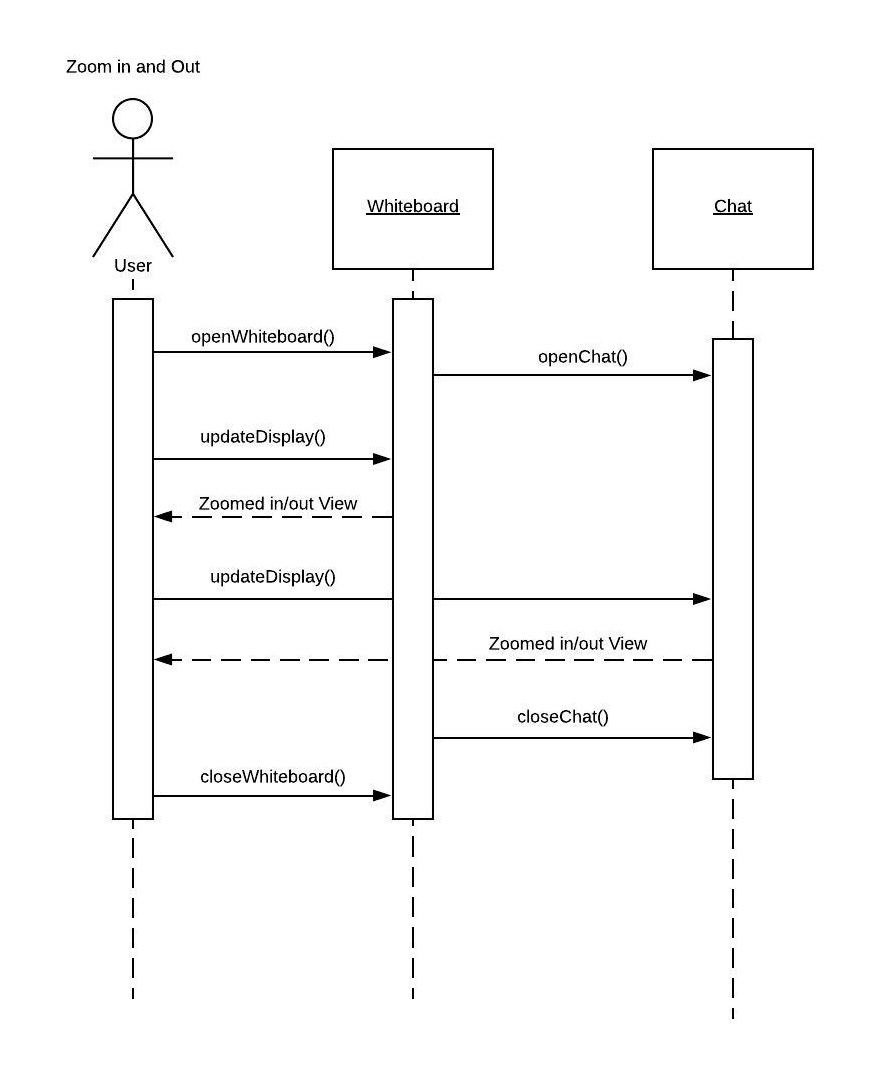 Zoom in and Out
User
Whiteboard
Chat
openWhiteboard()
openChat()
updateDisplay()
Zoomed in/out View
updateDisplay()
Zoomed in/out View
closeChat()
closeWhiteboard()